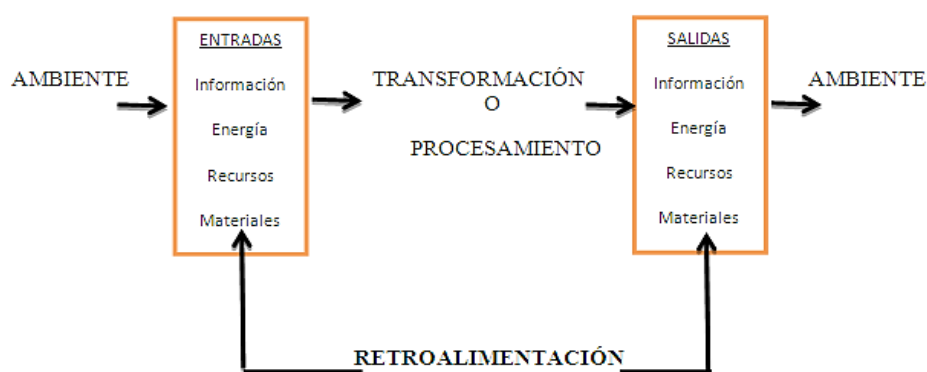 AMBIENTE
ENTRADAS
Información
Energía
Recursos
Materiales
TRANSFORMACIÓN
O
PROCESAMIENTO
SALIDAS
Información
Energía
Recursos
Materiales
AMBIENTE
RETROALIMENTACIÓN